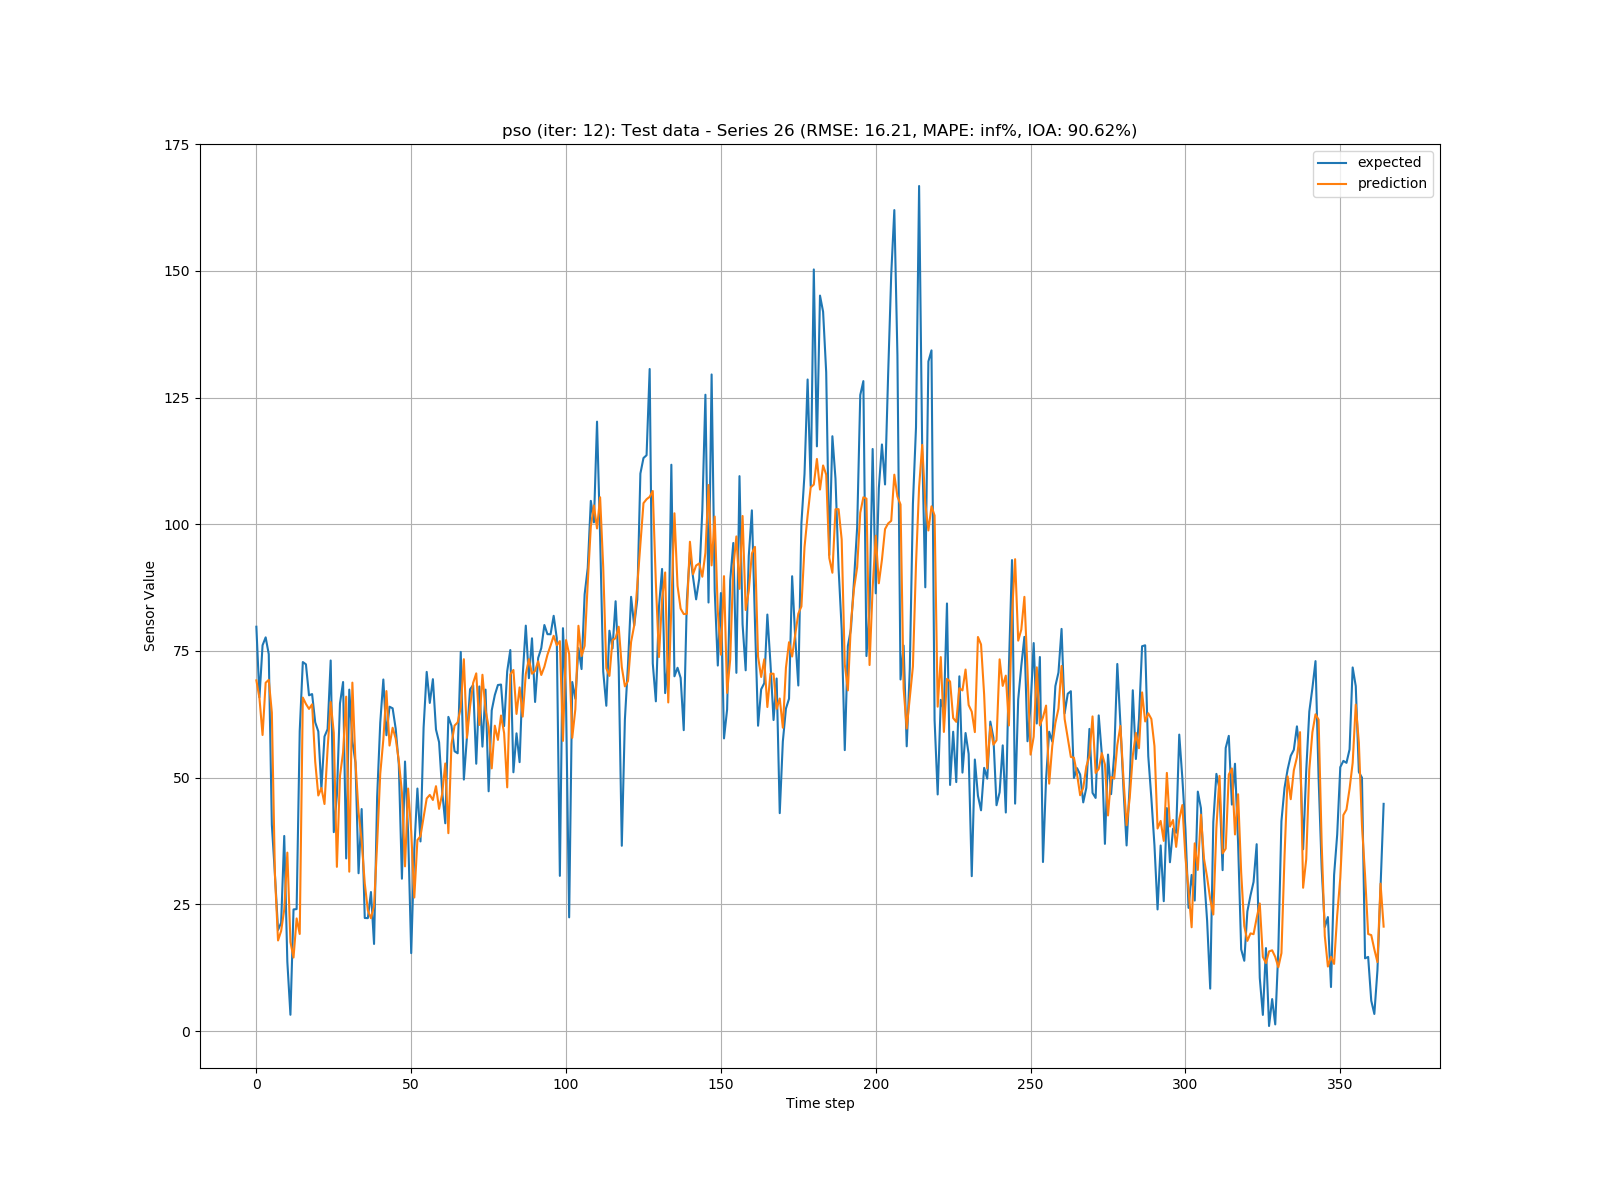 pso (iter: 12): Test data - Series 26 (RMSE: 16.21, MAPE: inf%, IOA: 90.62%)
175
150
125
100
75
50
25
0
Sensor Value
expected
prediction
0 50 100 150 200 250 300 350
Time step